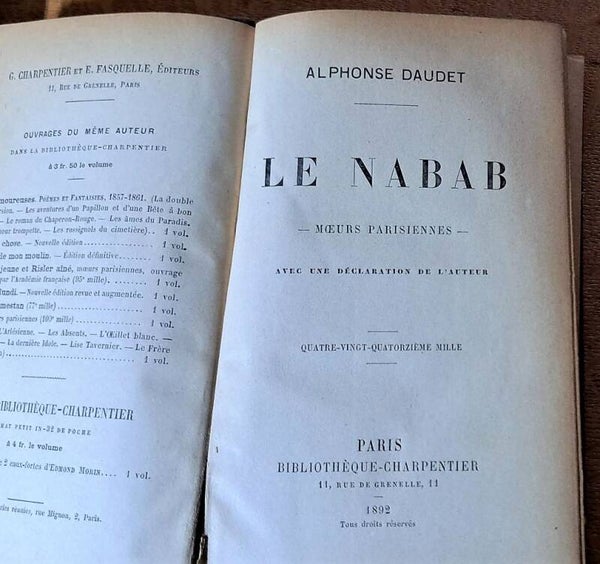 G. CHARPENTIER ET E. FASQUELLE, ÉDITEURS
11, RUE DE GRENELLE, PARIS
OUVRAGES DU MÊME AUTEUR
DANS LA BIBLIOTHÈQUE-CHARPENTIER
à 3 fr. 50 le volume
moureuses. POÈMES ET FANTAISIES, 1857-1861. (La double
rsion. — Les aventures d'un Papillon et d'une Bête à bon
— Le roman du Chaperon-Rouge. — Les âmes du Paradis.
our trompette. — Les rossignols du cimetière).. 1 vol.
chose. — Nouvelle édition.................. 1 vol.
de mon moulin. — Édition définitive......... 1 vol.
jeune et Risler aîné, mœurs parisiennes, ouvrage
par l'Académie française (95e mille)....... 1 vol.
undi. — Nouvelle édition revue et augmentée. 1 vol.
mestan (77e mille)......................... 1 vol.
rs parisiennes (100e mille)................ 1 vol.
L'Arlésienne. — Les Absents. — L'Œillet blanc. —
— La dernière Idole. — Lise Tavernier. — Le Frère
)......................... 1 vol.
BIBLIOTHÈQUE-CHARPENTIER
MAT PETIT IN-32 DE POCHE
à 4 fr. le volume
2 eaux-fortes d'EDMOND MORIN.... 1 vol.
ries réunies, rue Mignon, 2, Paris.
ALPHONSE DAUDET
LE NABAB
— MŒURS PARISIENNES —
AVEC UNE DÉCLARATION DE L'AUTEUR
QUATRE-VINGT-QUATORZIÈME MILLE
PARIS
BIBLIOTHÈQUE-CHARPENTIER
11, RUE DE GRENELLE, 11
1892
Tous droits réservés